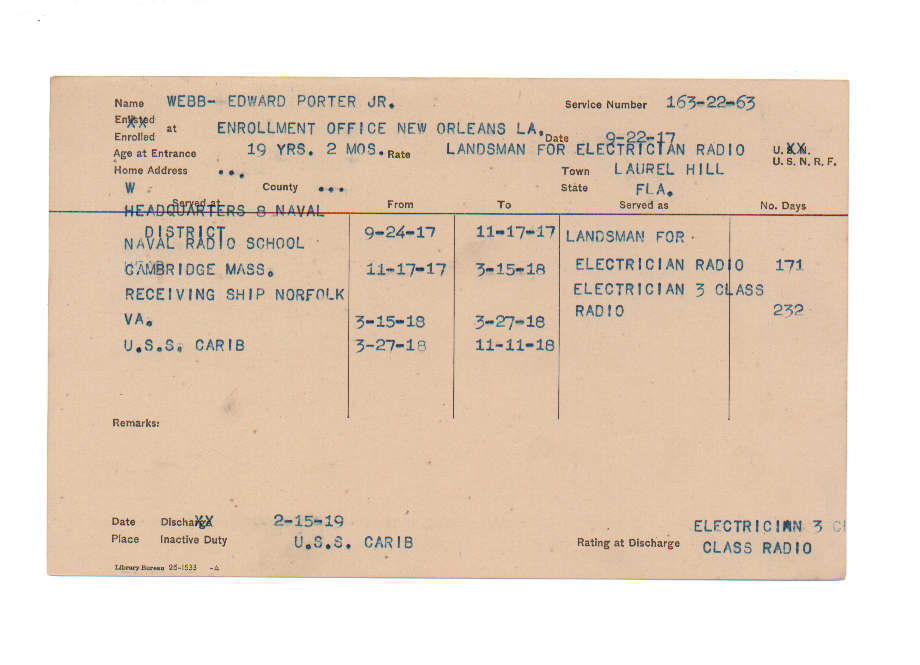 Name WEBB- EDWARD PORTER JR. Service Number 163-22-63
Enlisted
Enrolled at ENROLLMENT OFFICE NEW ORLEANS LA. Date 9-22-17
Age at Entrance 19 YRS. 2 MOS. Rate LANDSMAN FOR ELECTRICIAN RADIO U.S.N.
U.S.N.R.F.
Home Address ... Town LAUREL HILL
W County ... State FLA.
Served at From To Served as No. Days
HEADQUARTERS 8 NAVAL
DISTRICT 9-24-17 11-17-17 LANDSMAN FOR
NAVAL RADIO SCHOOL
CAMBRIDGE MASS. 11-17-17 3-15-18 ELECTRICIAN RADIO 171
RECEIVING SHIP NORFOLK ELECTRICIAN 3 CLASS
VA. 3-15-18 3-27-18 RADIO 232
U.S.S. CARIB 3-27-18 11-11-18
Remarks:
Date Discharge 2-15-19 ELECTRICIAN 3
Place Inactive Duty U.S.S. CARIB Rating at Discharge CLASS RADIO
Library Bureau 25-1533 -A